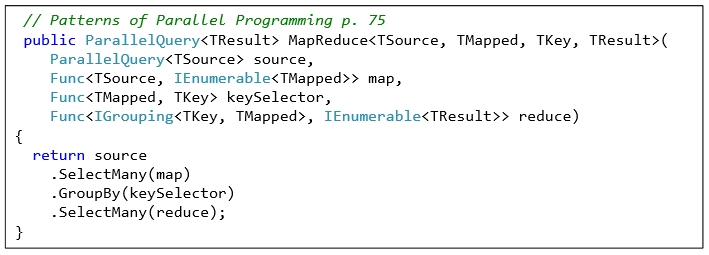 // Patterns of Parallel Programming p. 75
public ParallelQuery<TResult> MapReduce<TSource, TMapped, TKey, TResult>(
ParallelQuery<TSource> source,
Func<TSource, IEnumerable<TMapped>> map,
Func<TMapped, TKey> keySelector,
Func<IGrouping<TKey, TMapped>, IEnumerable<TResult>> reduce)
{
return source
.SelectMany(map)
.GroupBy(keySelector)
.SelectMany(reduce);
}